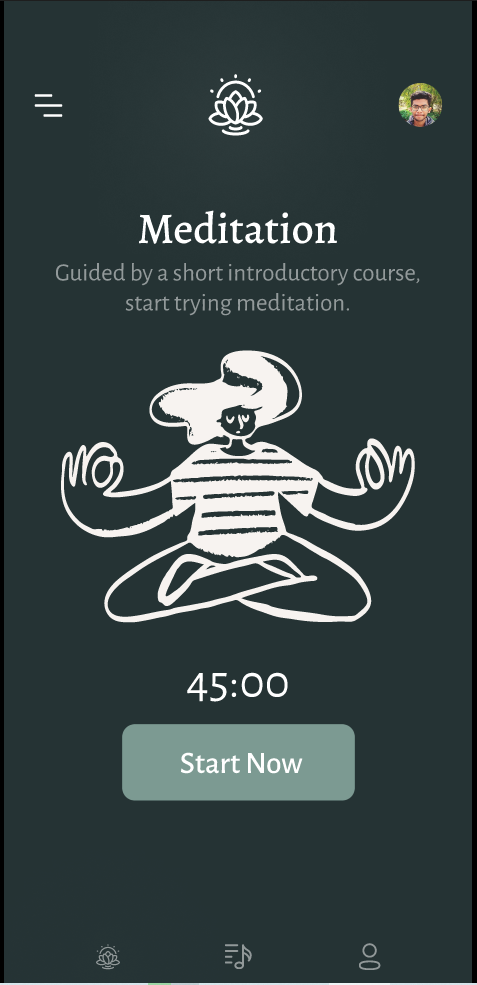 Meditation
Guided by a short introductory course,
start trying meditation.
45:00
Start Now